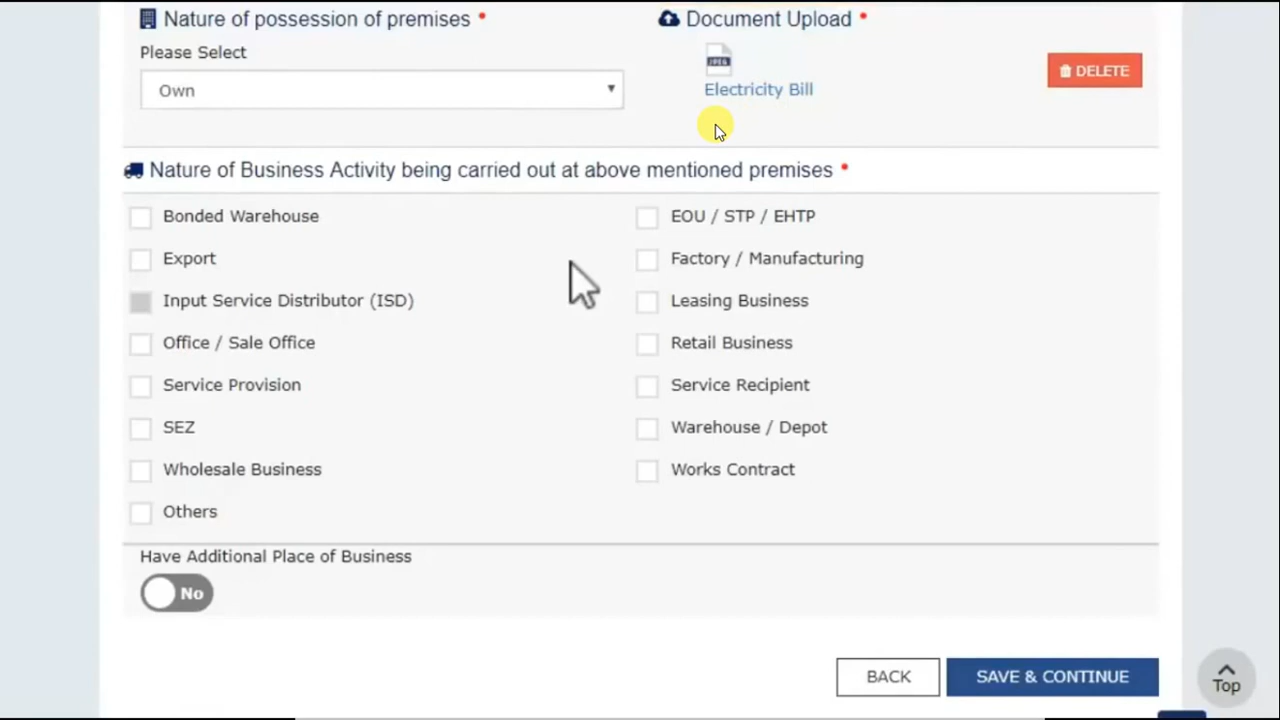 Nature of possession of premises *
Document Upload *
Please Select
Own
JPEG
Electricity Bill
DELETE
Nature of Business Activity being carried out at above mentioned premises *
Bonded Warehouse
EOU / STP / EHTP
Export
Factory / Manufacturing
Input Service Distributor (ISD)
Leasing Business
Office / Sale Office
Retail Business
Service Provision
Service Recipient
SEZ
Warehouse / Depot
Wholesale Business
Works Contract
Others
Have Additional Place of Business
No
BACK
SAVE & CONTINUE
Top